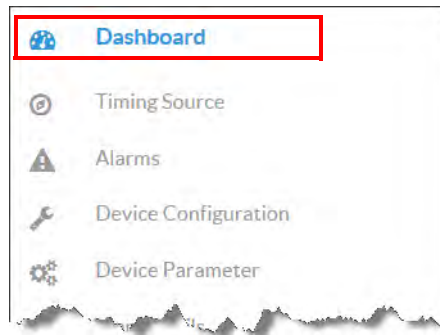 Dashboard
Timing Source
Alarms
Device Configuration
Device Parameter